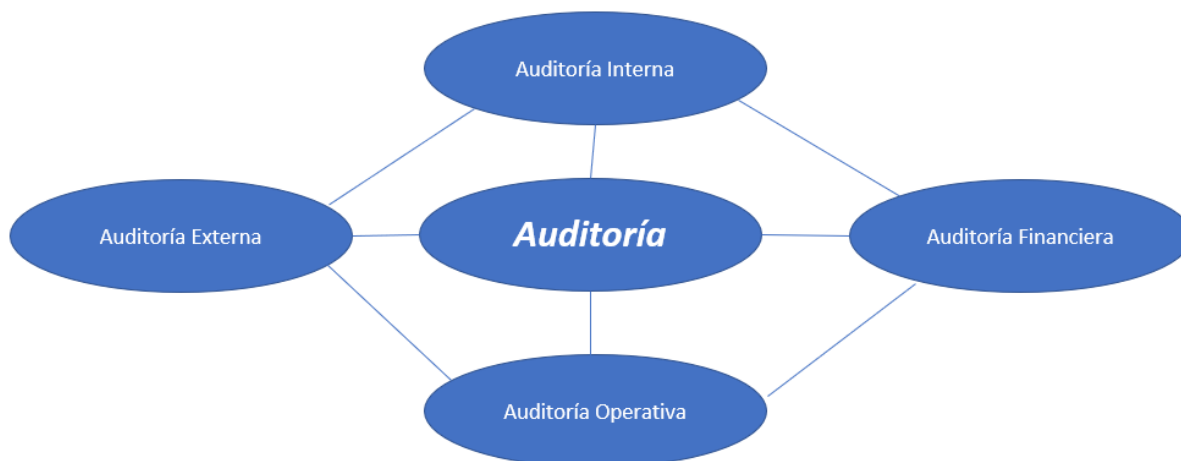 Auditoría Interna
Auditoría Externa
Auditoría
Auditoría Financiera
Auditoría Operativa